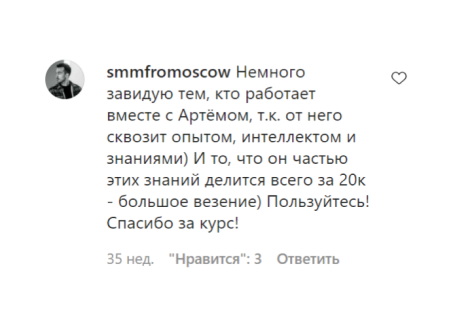 smmfromoscow Немного
завидую тем, кто работает
вместе с Артёмом, т.к. от него
сквозит опытом, интеллектом и
знаниями) И то, что он частью
этих знаний делится всего за 20к
- большое везение) Пользуйтесь!
Спасибо за курс!
35 нед. "Нравится": 3 Ответить